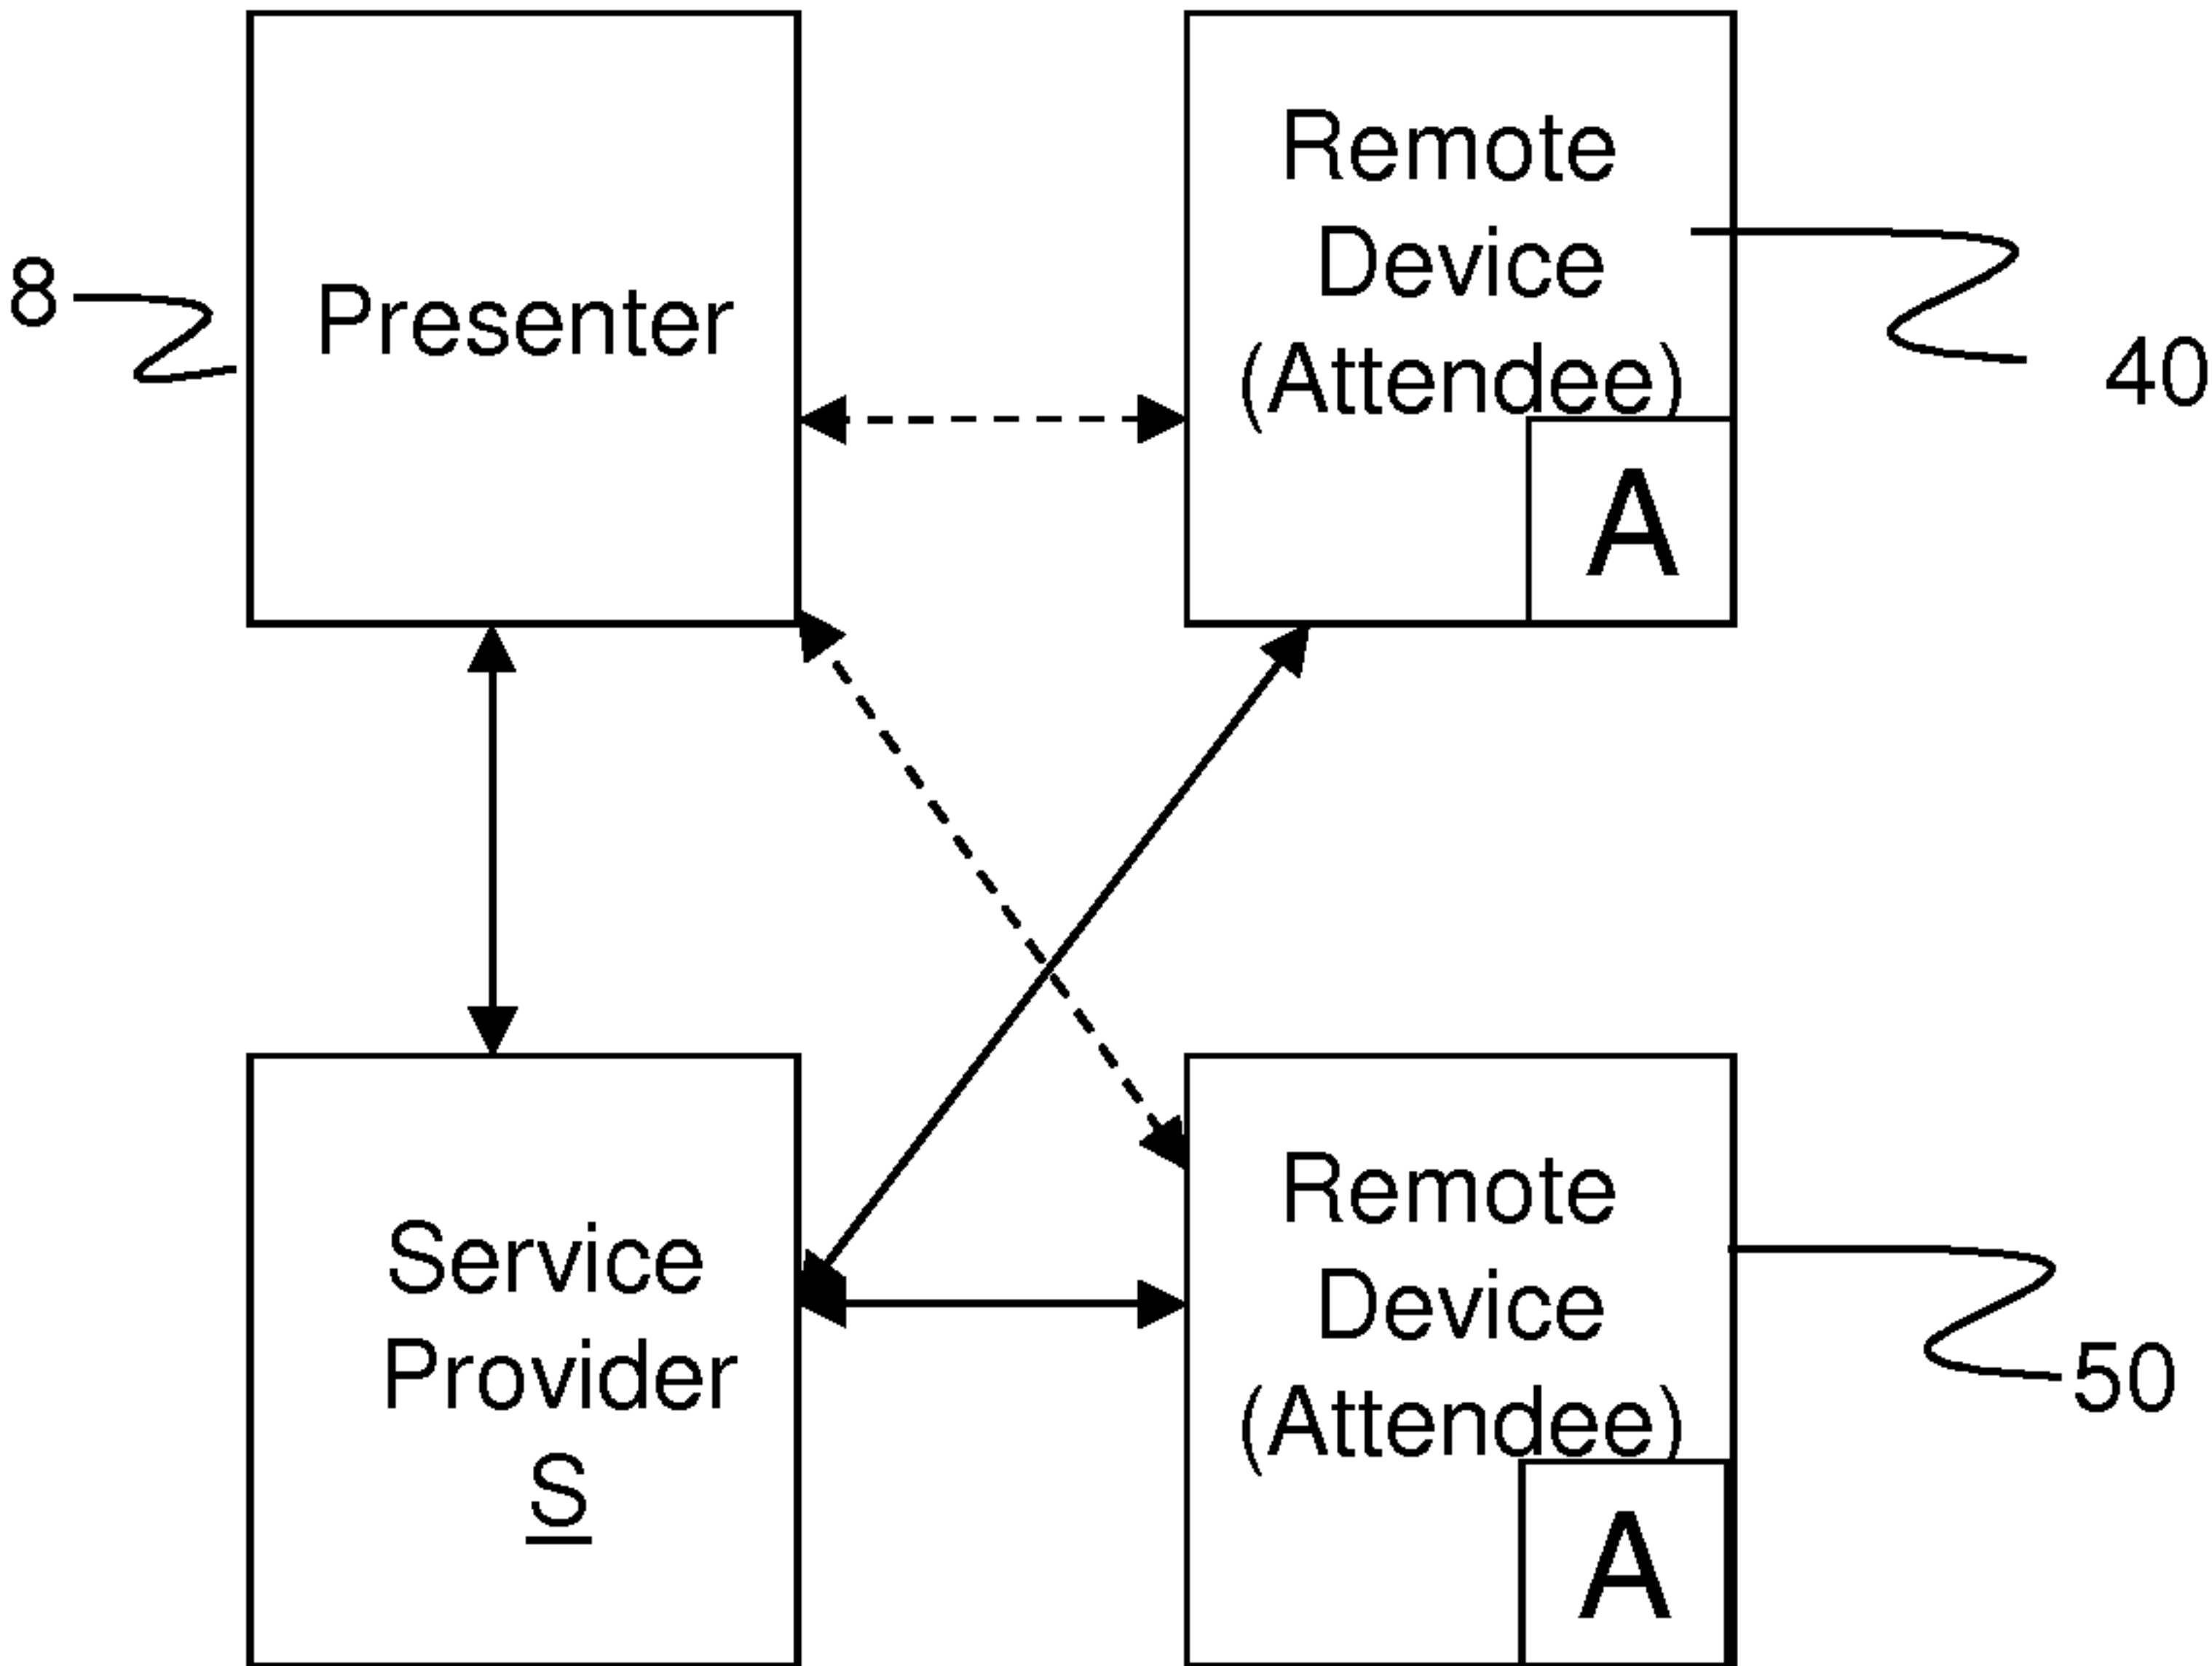 8
Presenter
Remote
Device
(Attendee)
A
40
Service
Provider
S
Remote
Device
(Attendee)
A
50